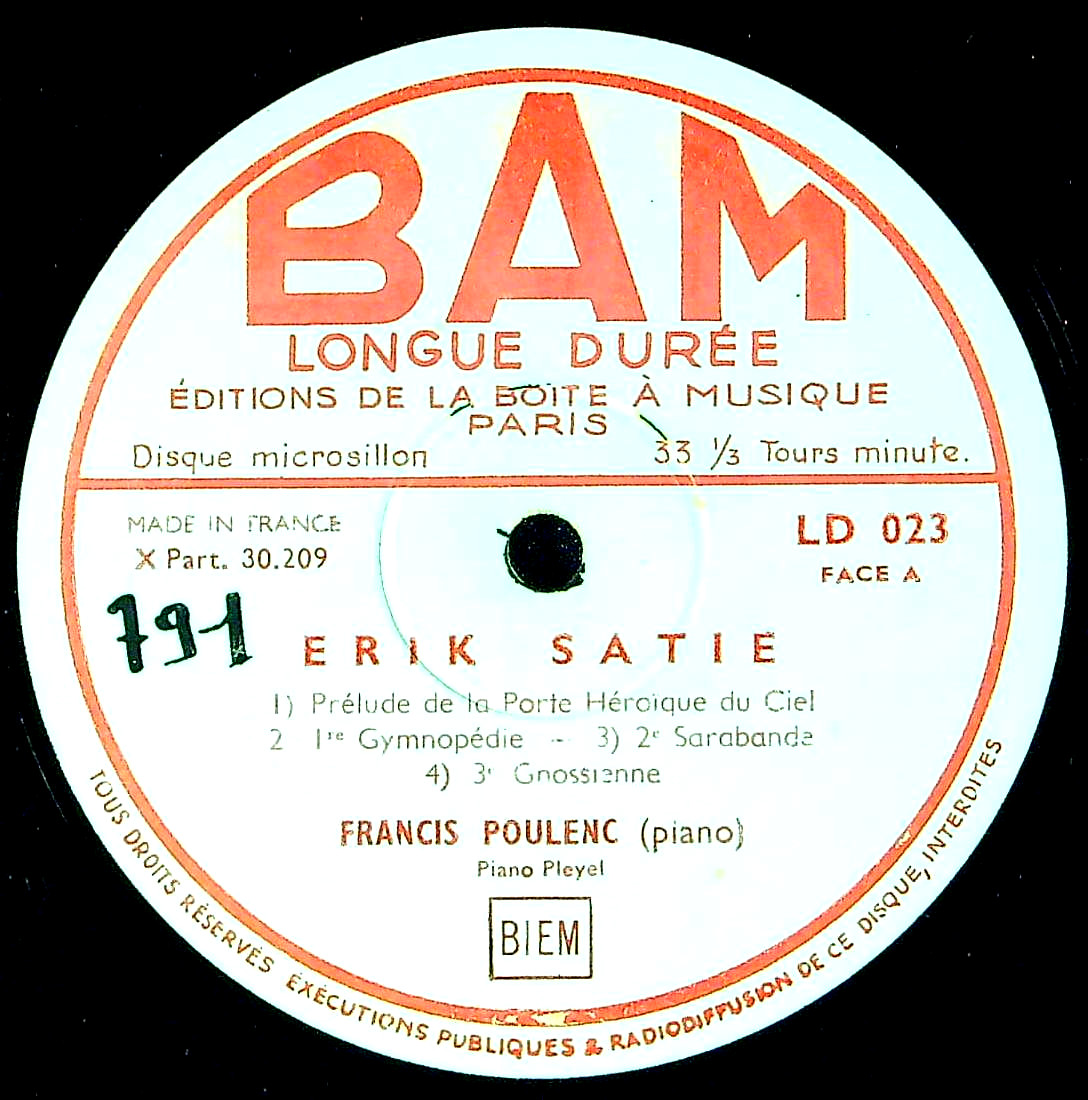 BAM
LONGUE DURÉE
ÉDITIONS DE LA BOÎTE À MUSIQUE
PARIS
Disque microsillon 33 1/3 Tours minute.
MADE IN FRANCE
X Part. 30.209
LD 023
FACE A
791
ERIK SATIE
1) Prélude de la Porte Héroïque du Ciel
2 1re Gymnopédie - 3) 2e Sarabande
4) 3e Gnossienne
FRANCIS POULENC (piano)
Piano Pleyel
BIEM
TOUS DROITS RÉSERVÉS EXÉCUTIONS PUBLIQUES & RADIODIFFUSION DE CE DISQUE, INTERDITES